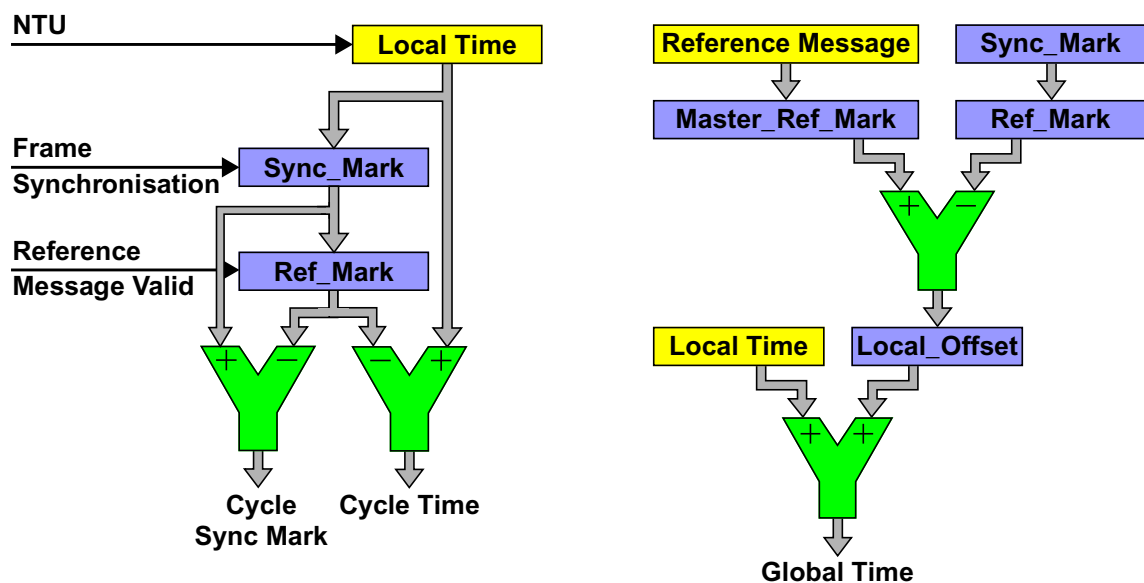 NTU
Local Time
Frame
Synchronisation
Sync_Mark
Reference
Message Valid
Ref_Mark
+ −
− +
Cycle
Sync Mark
Cycle Time
Reference Message
Sync_Mark
Master_Ref_Mark
Ref_Mark
+ −
Local Time
Local_Offset
+ +
Global Time